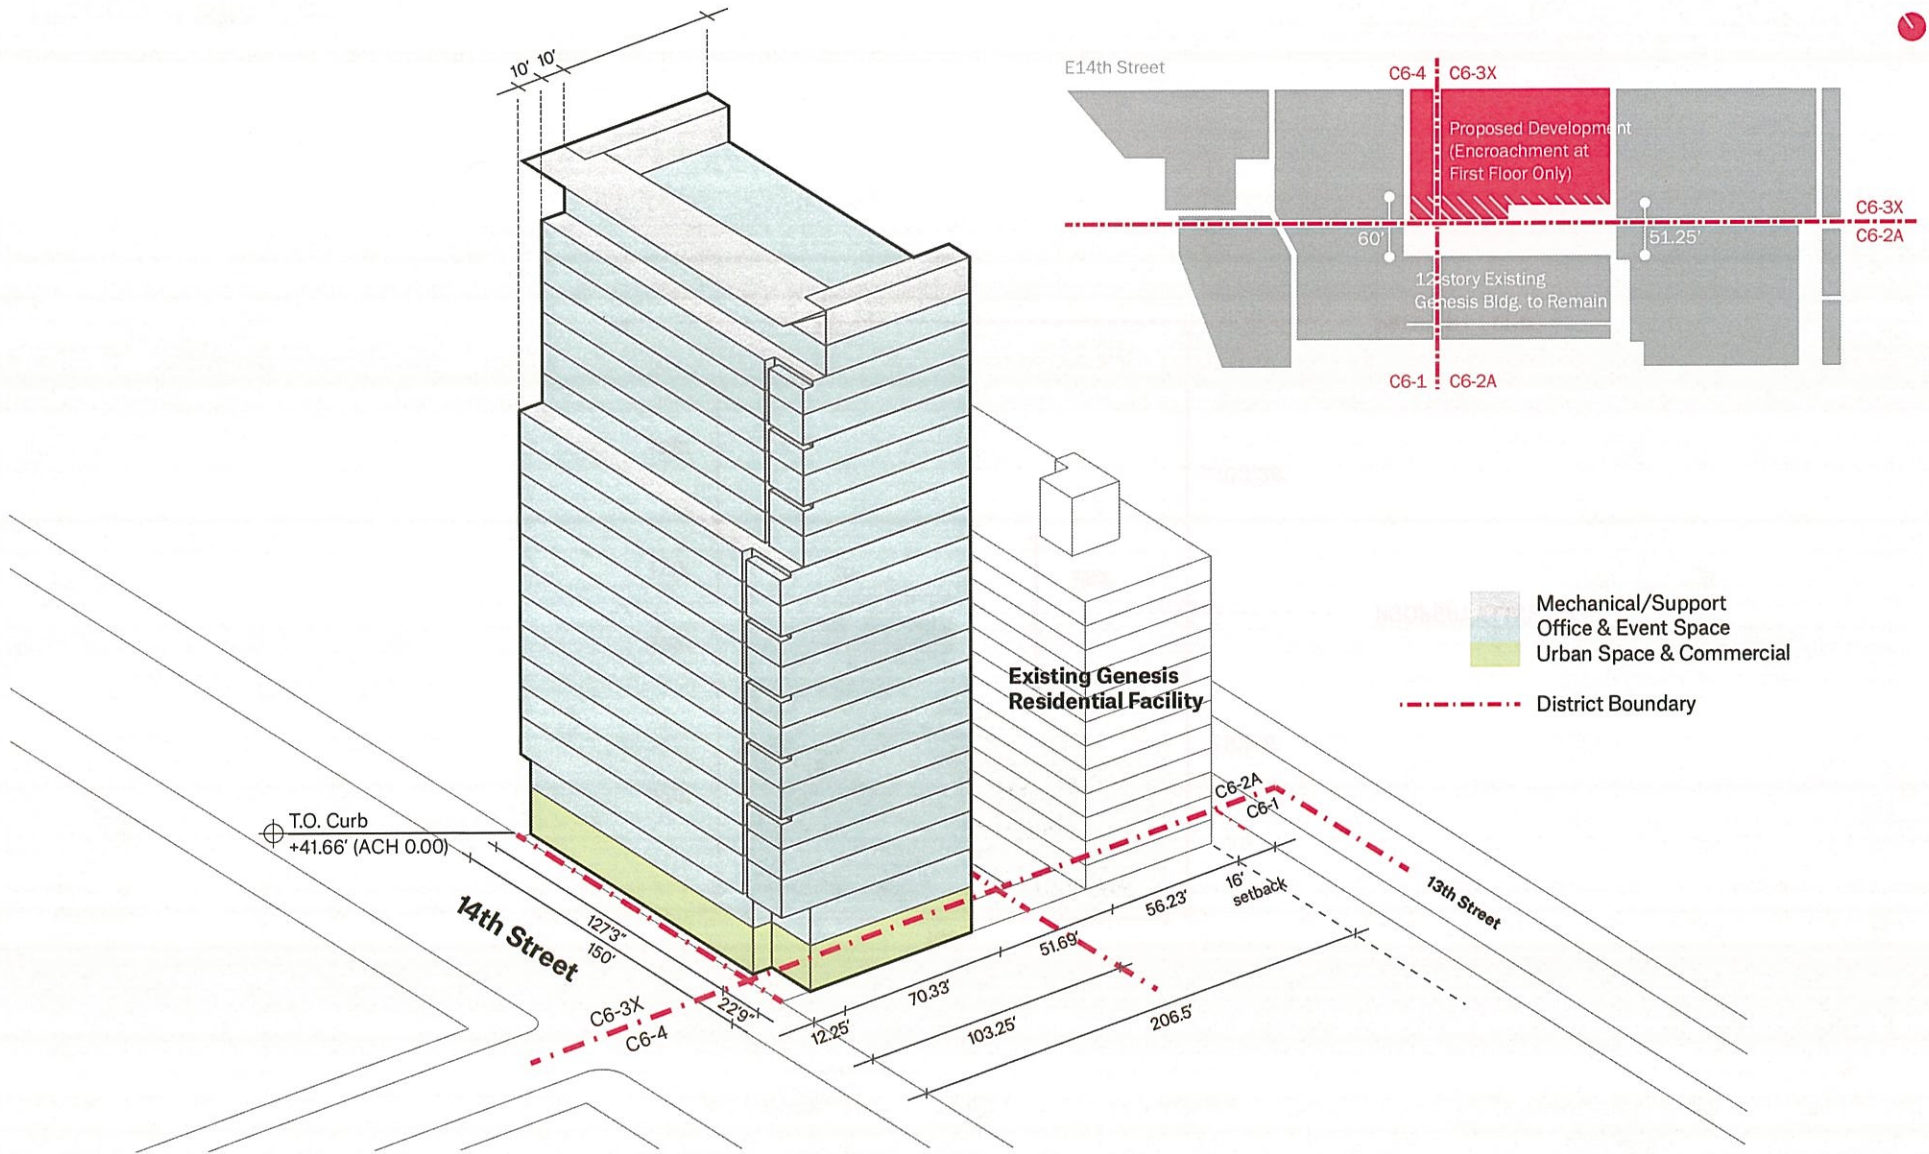 10' 10'
E14th Street
C6-4 C6-3X
Proposed Development
(Encroachment at
First Floor Only)
C6-3X
C6-2A
60'
51.25'
12 story Existing
Genesis Bldg. to Remain
C6-1 C6-2A
Mechanical/Support
Office & Event Space
Urban Space & Commercial
District Boundary
Existing Genesis
Residential Facility
T.O. Curb
+41.66' (ACH 0.00)
14th Street
127'3"
150'
22'9"
C6-3X
C6-4
12.25'
70.33'
51.69'
56.23'
16'
setback
103.25'
206.5'
C6-2A
C6-1
13th Street